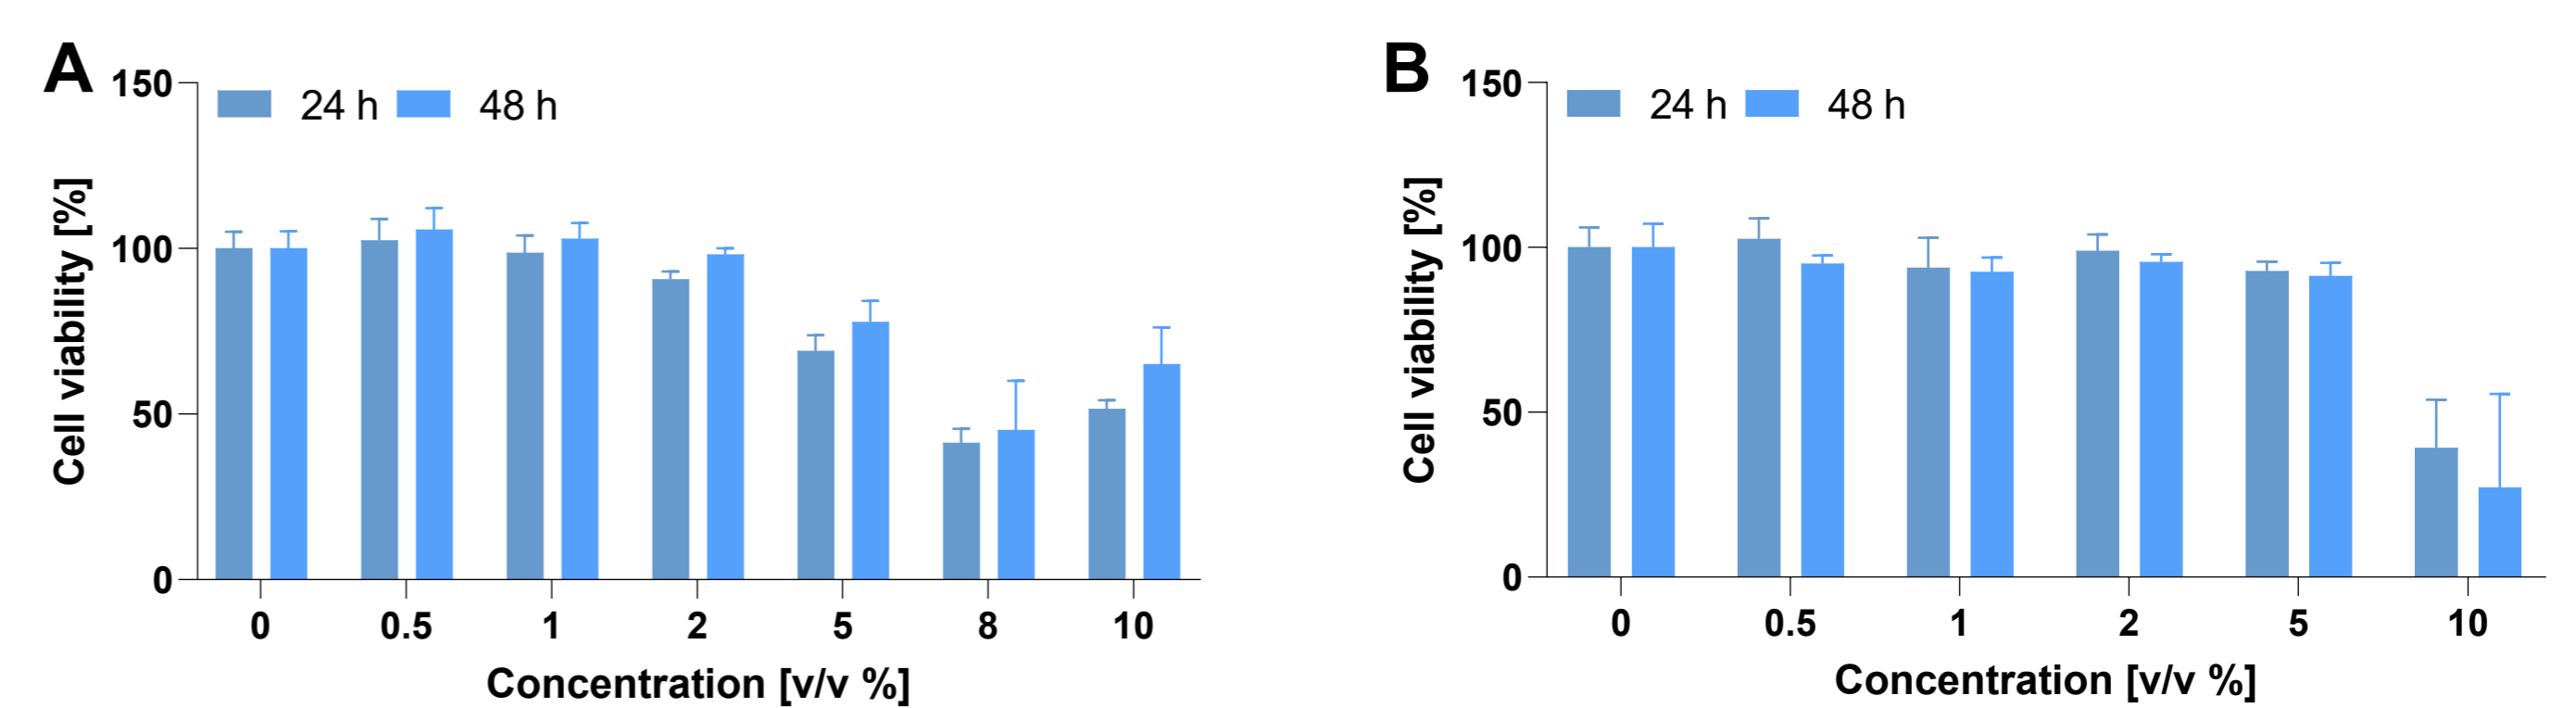 A
150
100
50
0
Cell viability [%]
24 h
48 h
0 0.5 1 2 5 8 10
Concentration [v/v %]
B
150
100
50
0
Cell viability [%]
24 h
48 h
0 0.5 1 2 5 10
Concentration [v/v %]